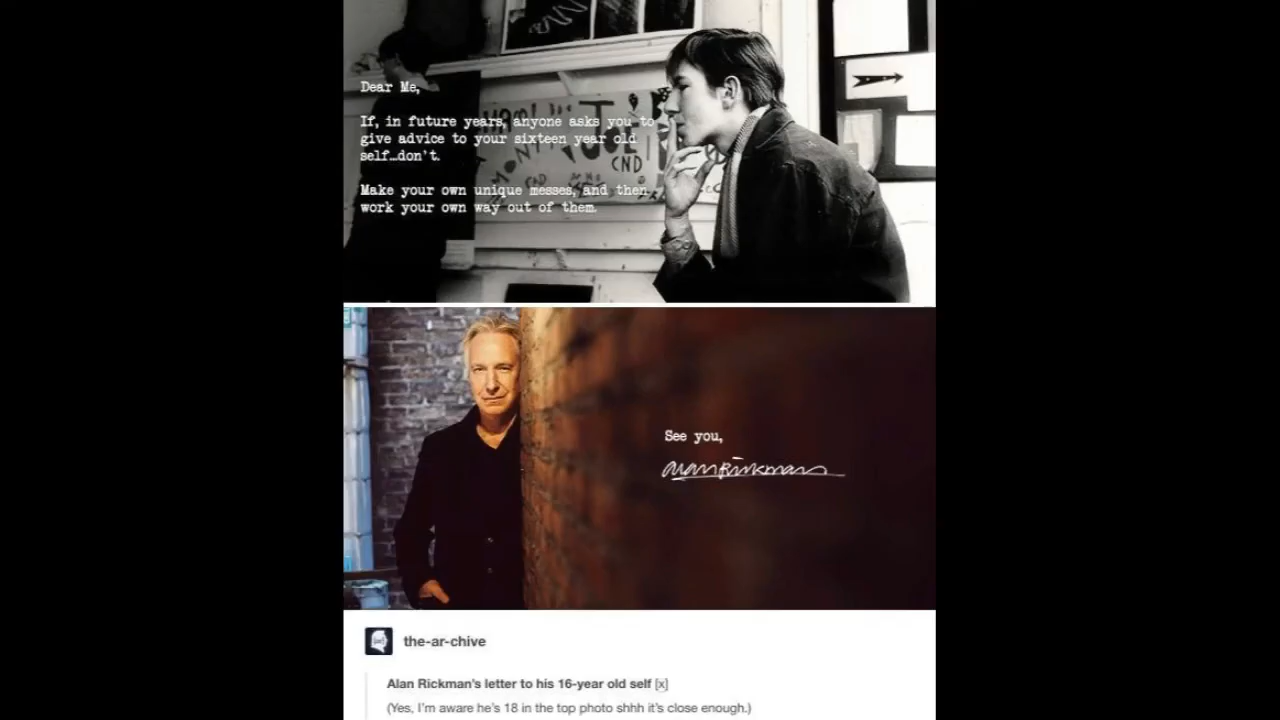 Dear Me,
If, in future years, anyone asks you to
give advice to your sixteen year old
self…don't.
Make your own unique messes, and then
work your own way out of them.
CND
See you,
Alan Rickman
the-ar-chive
Alan Rickman's letter to his 16-year old self [x]
(Yes, I'm aware he's 18 in the top photo shhh it's close enough.)